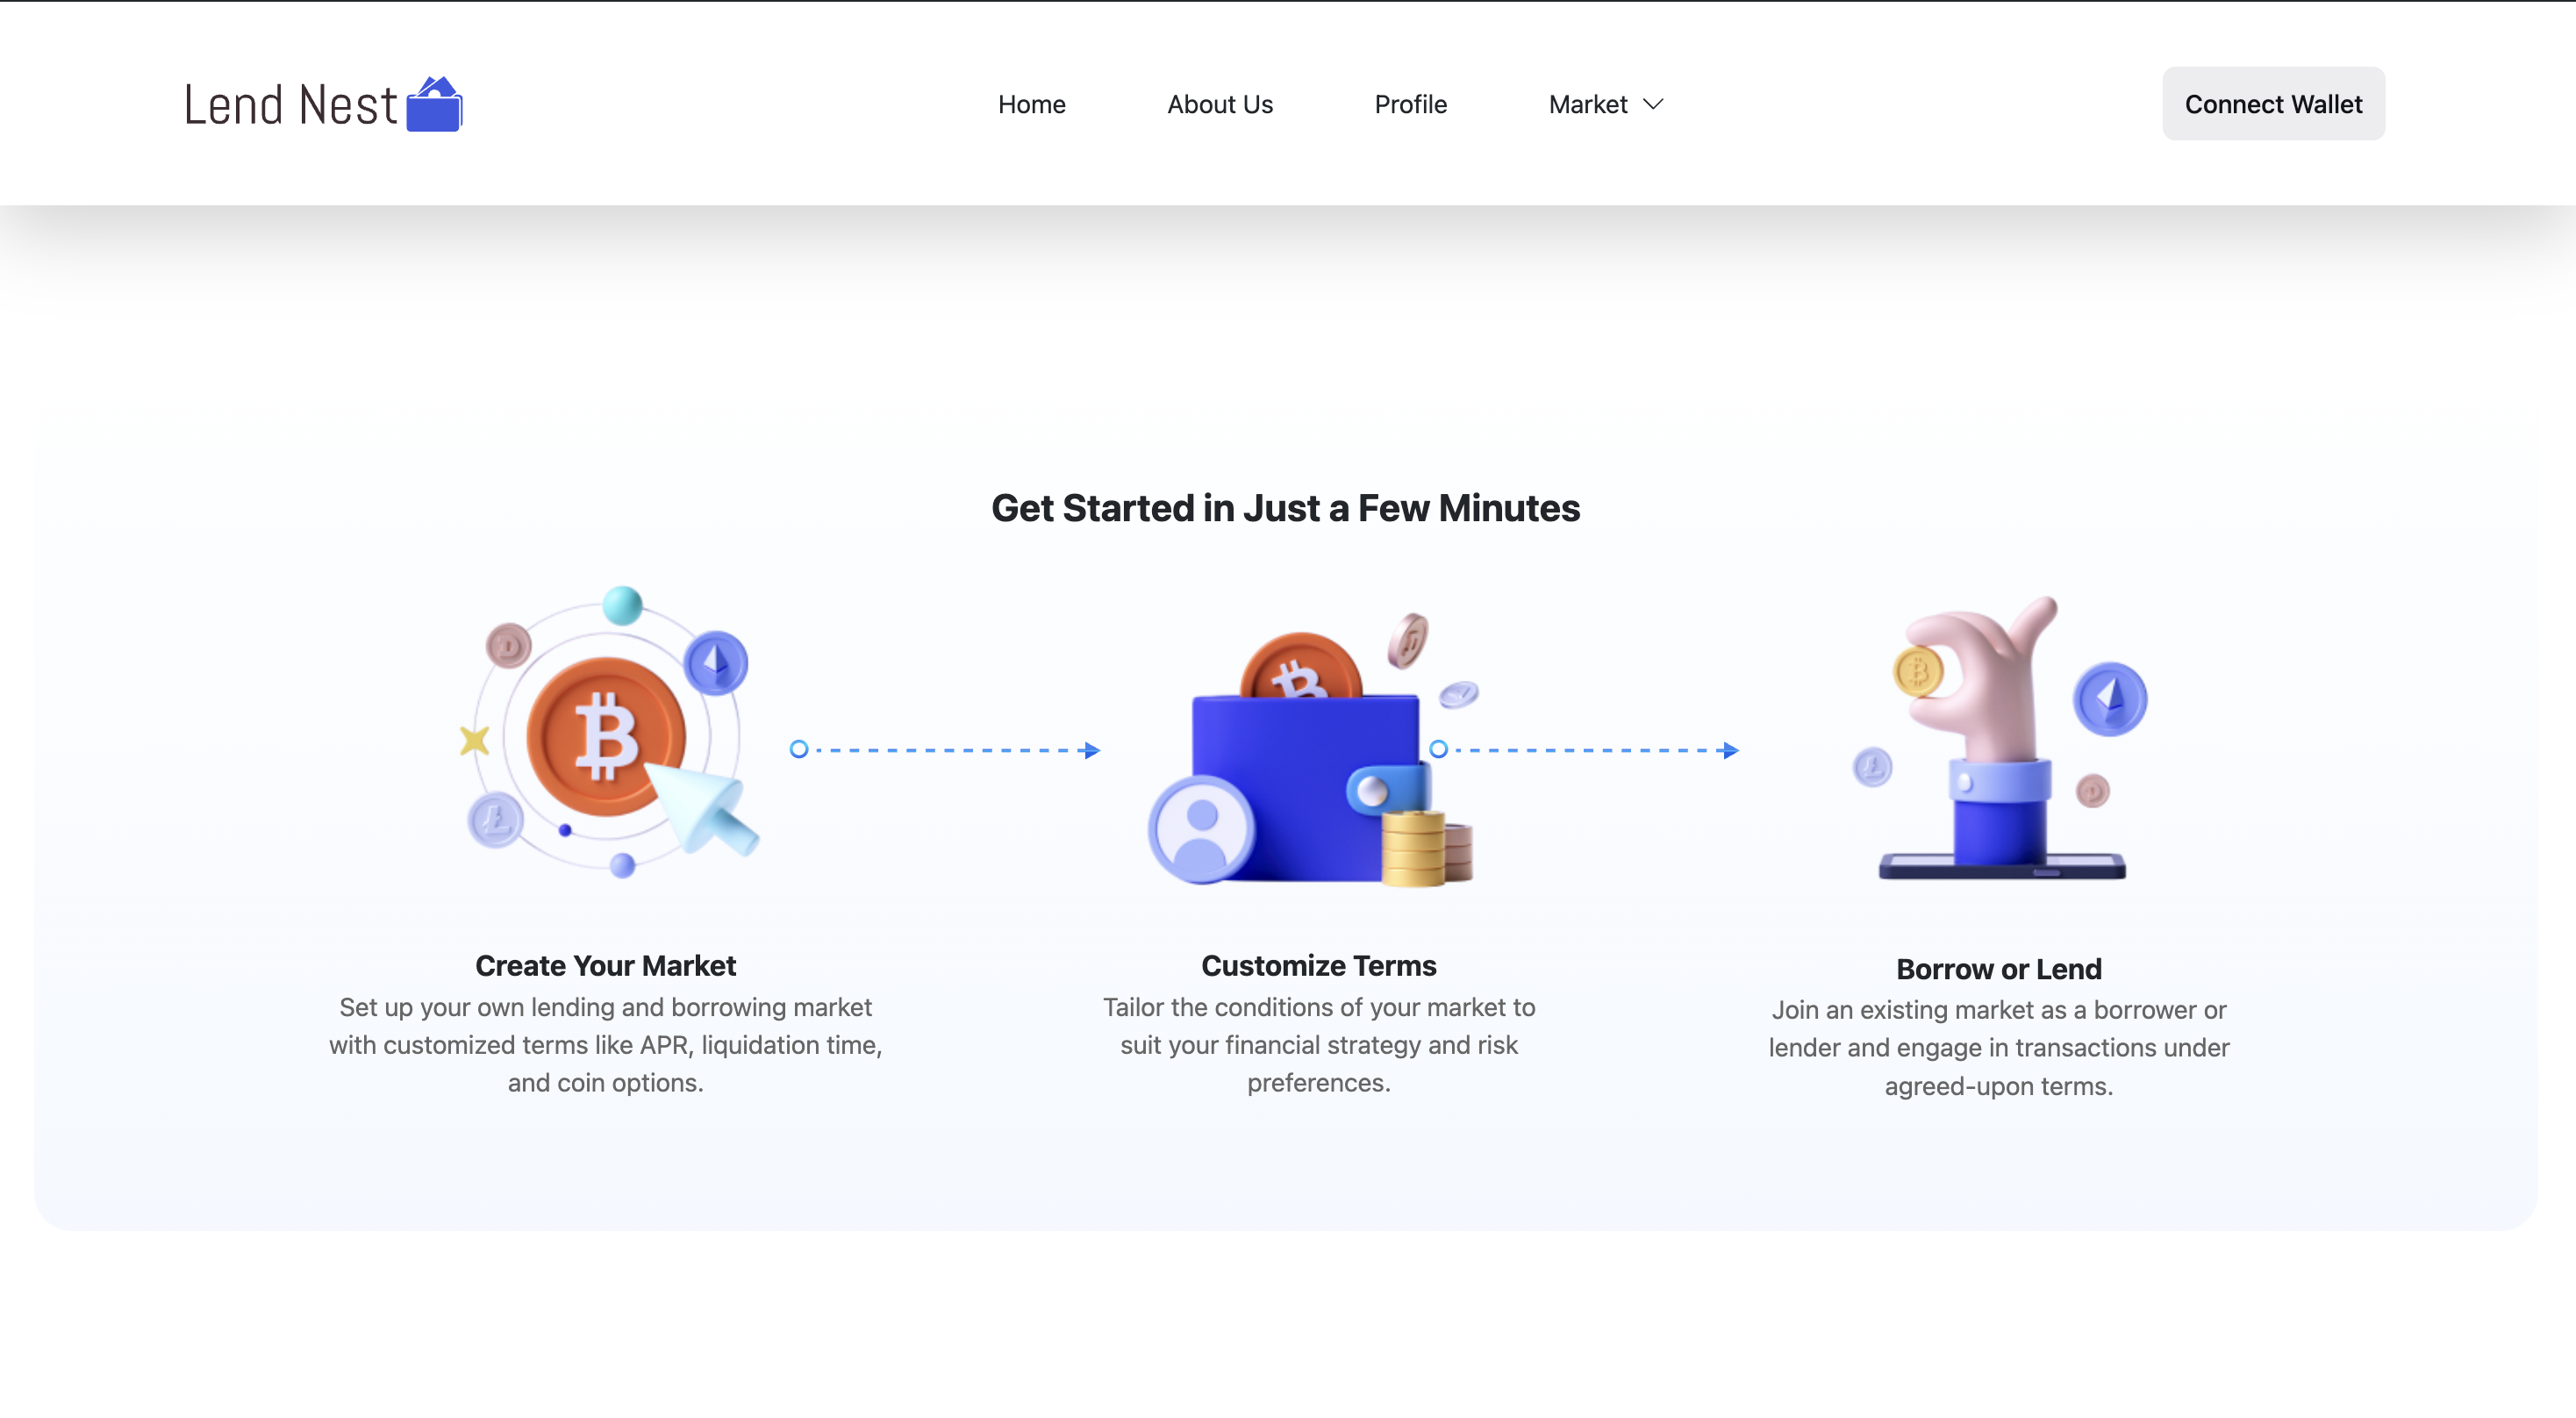 Lend Nest
Home
About Us
Profile
Market
Connect Wallet
Get Started in Just a Few Minutes
Create Your Market
Set up your own lending and borrowing market
with customized terms like APR, liquidation time,
and coin options.
Customize Terms
Tailor the conditions of your market to
suit your financial strategy and risk
preferences.
Borrow or Lend
Join an existing market as a borrower or
lender and engage in transactions under
agreed-upon terms.